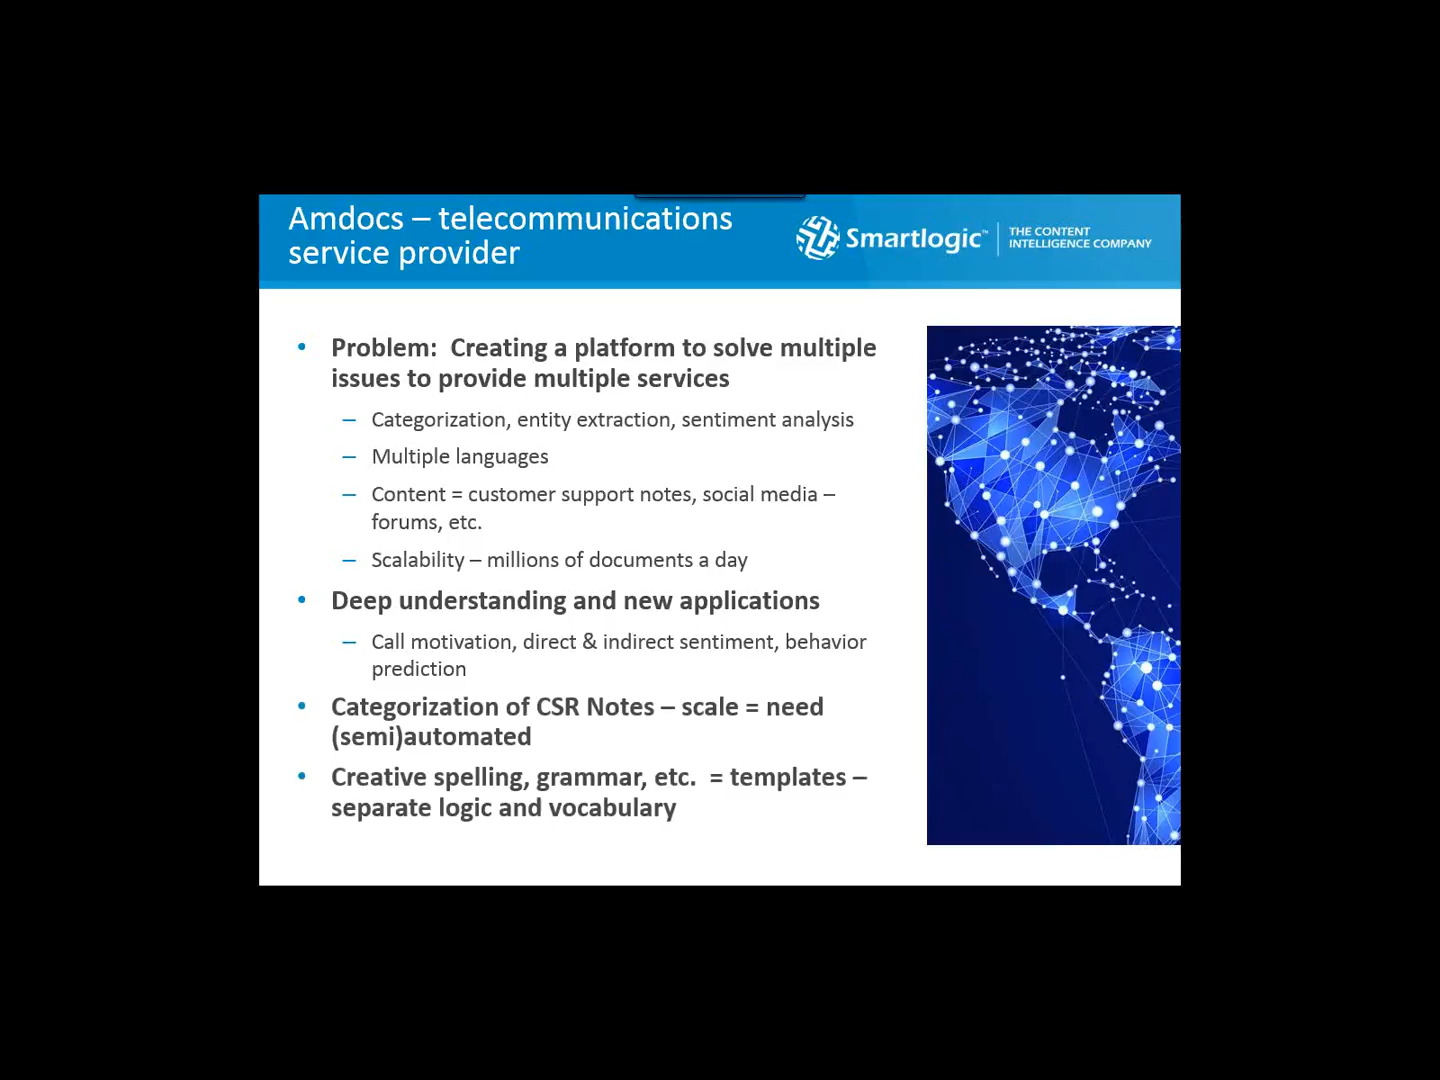 Amdocs – telecommunications
service provider
Smartlogic™
THE CONTENT
INTELLIGENCE COMPANY
• Problem:  Creating a platform to solve multiple
issues to provide multiple services
– Categorization, entity extraction, sentiment analysis
– Multiple languages
– Content = customer support notes, social media –
forums, etc.
– Scalability – millions of documents a day
• Deep understanding and new applications
– Call motivation, direct & indirect sentiment, behavior
prediction
• Categorization of CSR Notes – scale = need
(semi)automated
• Creative spelling, grammar, etc.  = templates –
separate logic and vocabulary